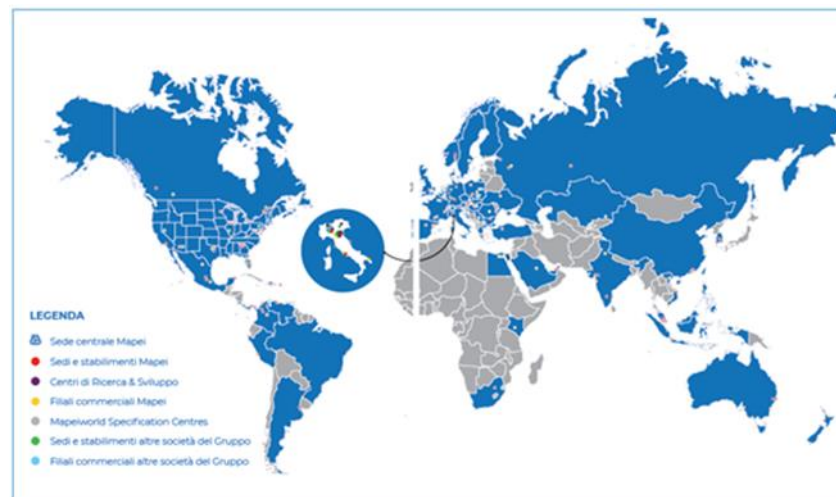 LEGENDA
Sede centrale Mapei
Sedi e stabilimenti Mapei
Centri di Ricerca & Sviluppo
Filiali commerciali Mapei
Mapeiworld Specification Centres
Sedi e stabilimenti altre società del Gruppo
Filiali commerciali altre società del Gruppo